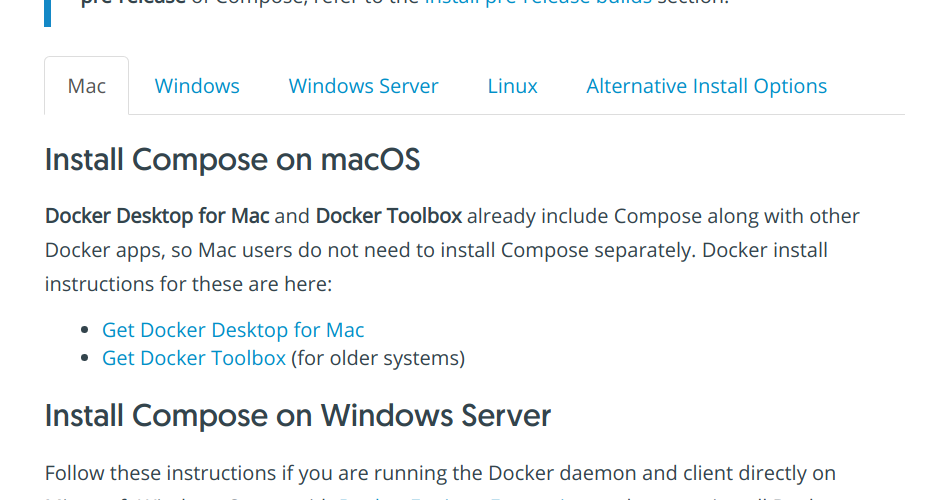 pre-release of Compose, refer to the install pre-release builds section.
Mac Windows Windows Server Linux Alternative Install Options
Install Compose on macOS
Docker Desktop for Mac and Docker Toolbox already include Compose along with other
Docker apps, so Mac users do not need to install Compose separately. Docker install
instructions for these are here:
Get Docker Desktop for Mac
Get Docker Toolbox (for older systems)
Install Compose on Windows Server
Follow these instructions if you are running the Docker daemon and client directly on